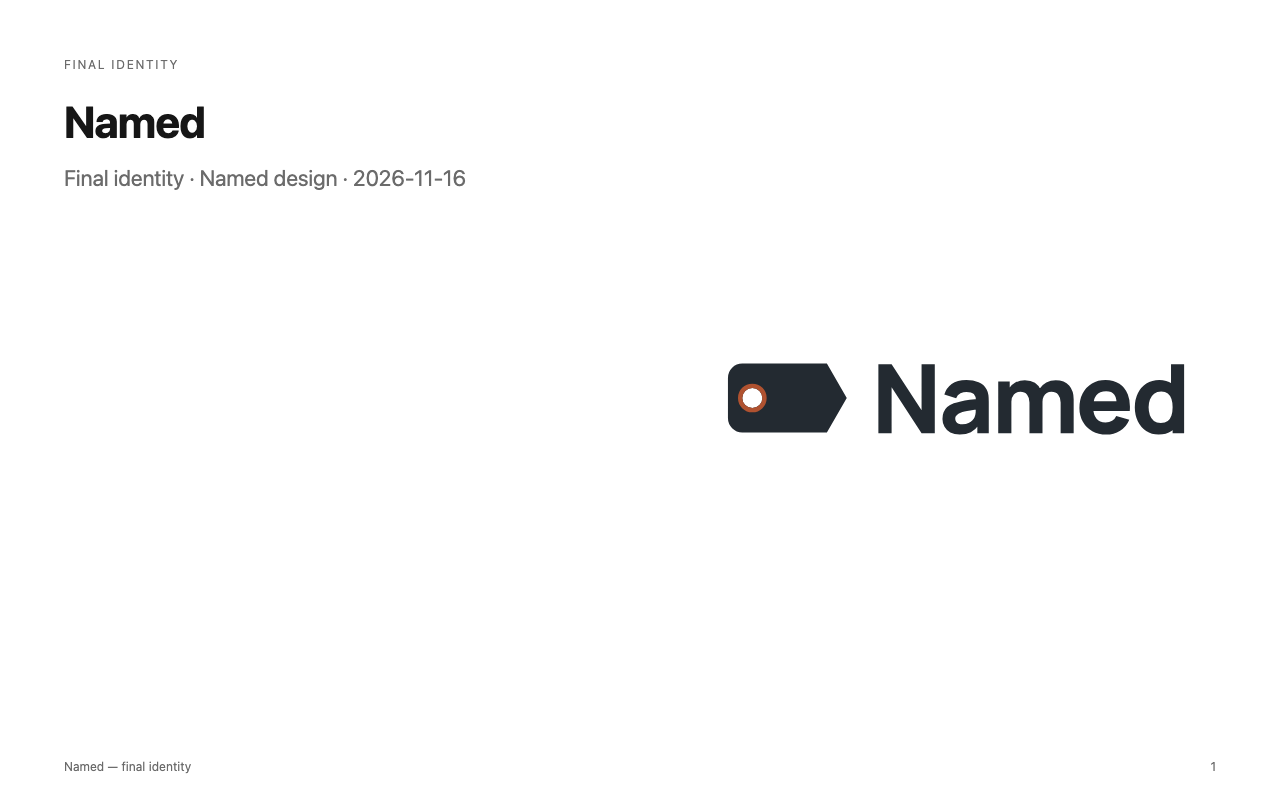 FINAL IDENTITY
Named
Final identity · Named design · 2026-11-16
Named
Named — final identity
1